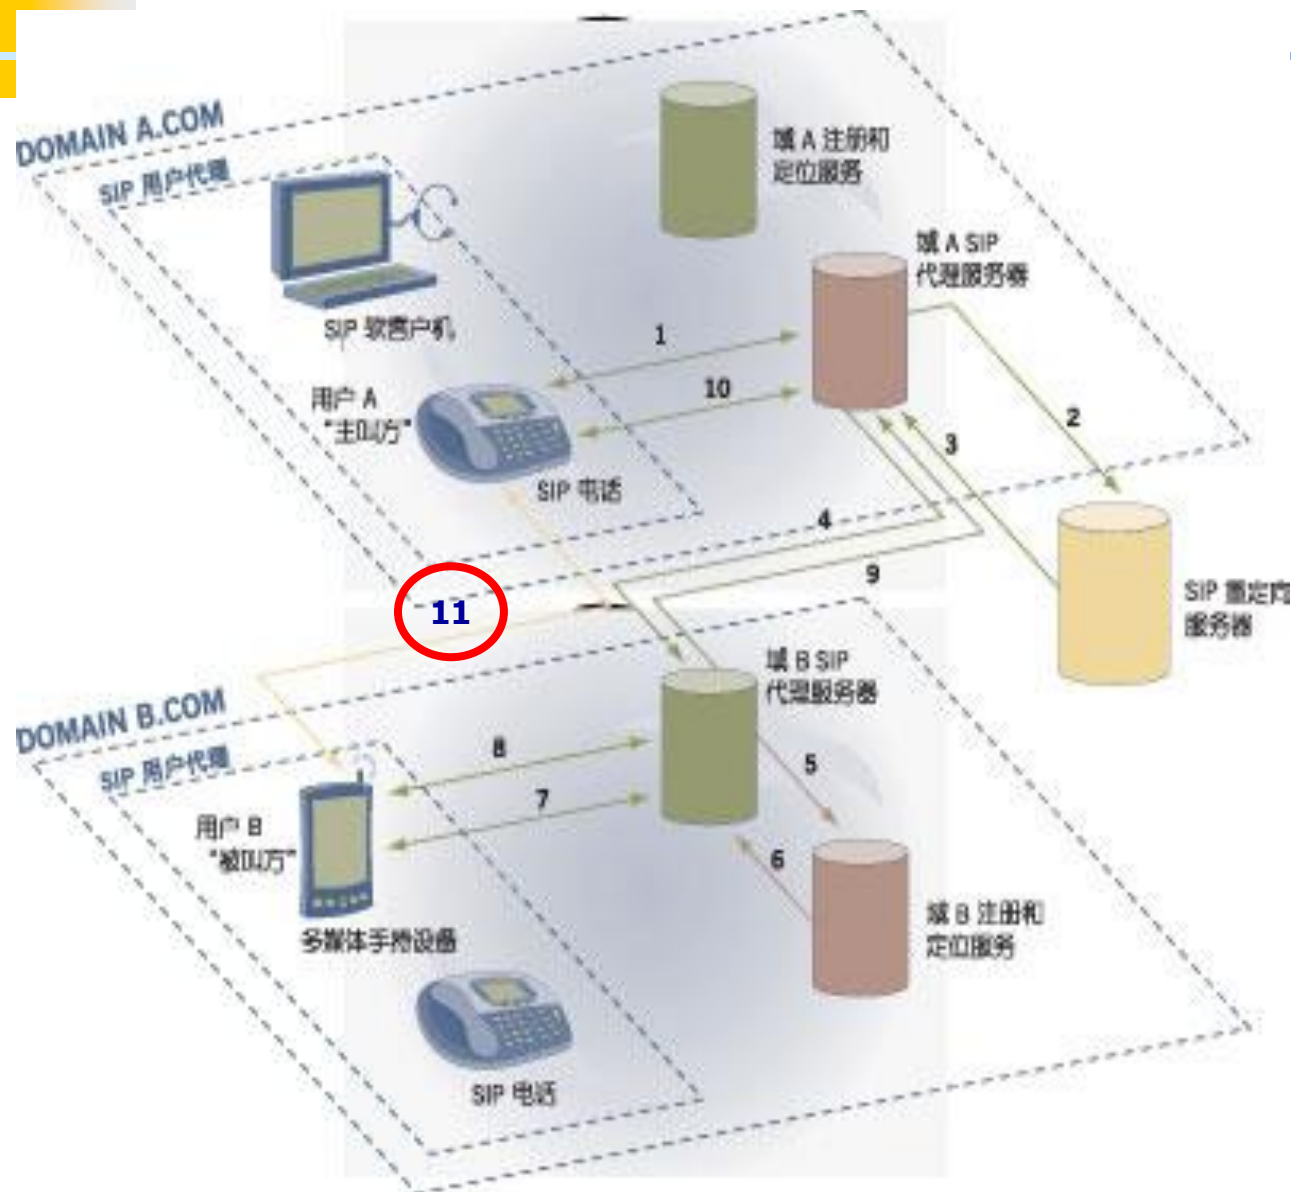 DOMAIN A.COM
SIP 用户代理
域 A 注册和
定位服务
域 A SIP
代理服务器
SIP 软客户机
1
用户 A
“主叫方”
10
2
3
SIP 电话
4
9
SIP 重定向
服务器
11
域 B SIP
代理服务器
DOMAIN B.COM
SIP 用户代理
8
5
7
用户 B
“被叫方”
6
域 B 注册和
定位服务
多媒体手持设备
SIP 电话